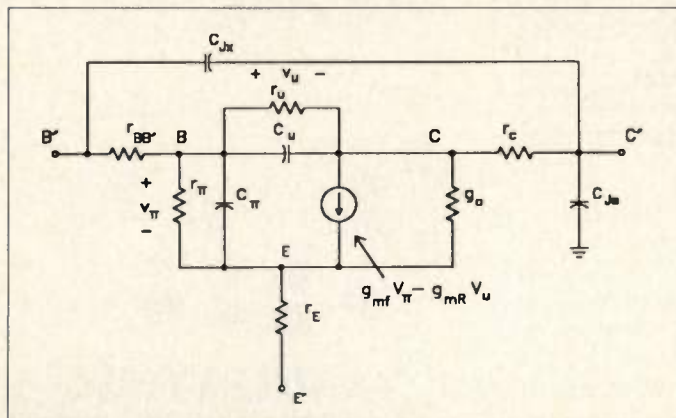 C_Jx
+ v_u -
r_u
B' r_BB' B C_u C r_c C'
+
v_π
-
r_π
C_π
g_o
C_Js
E
g_mf V_π - g_mR V_u
r_E
E'